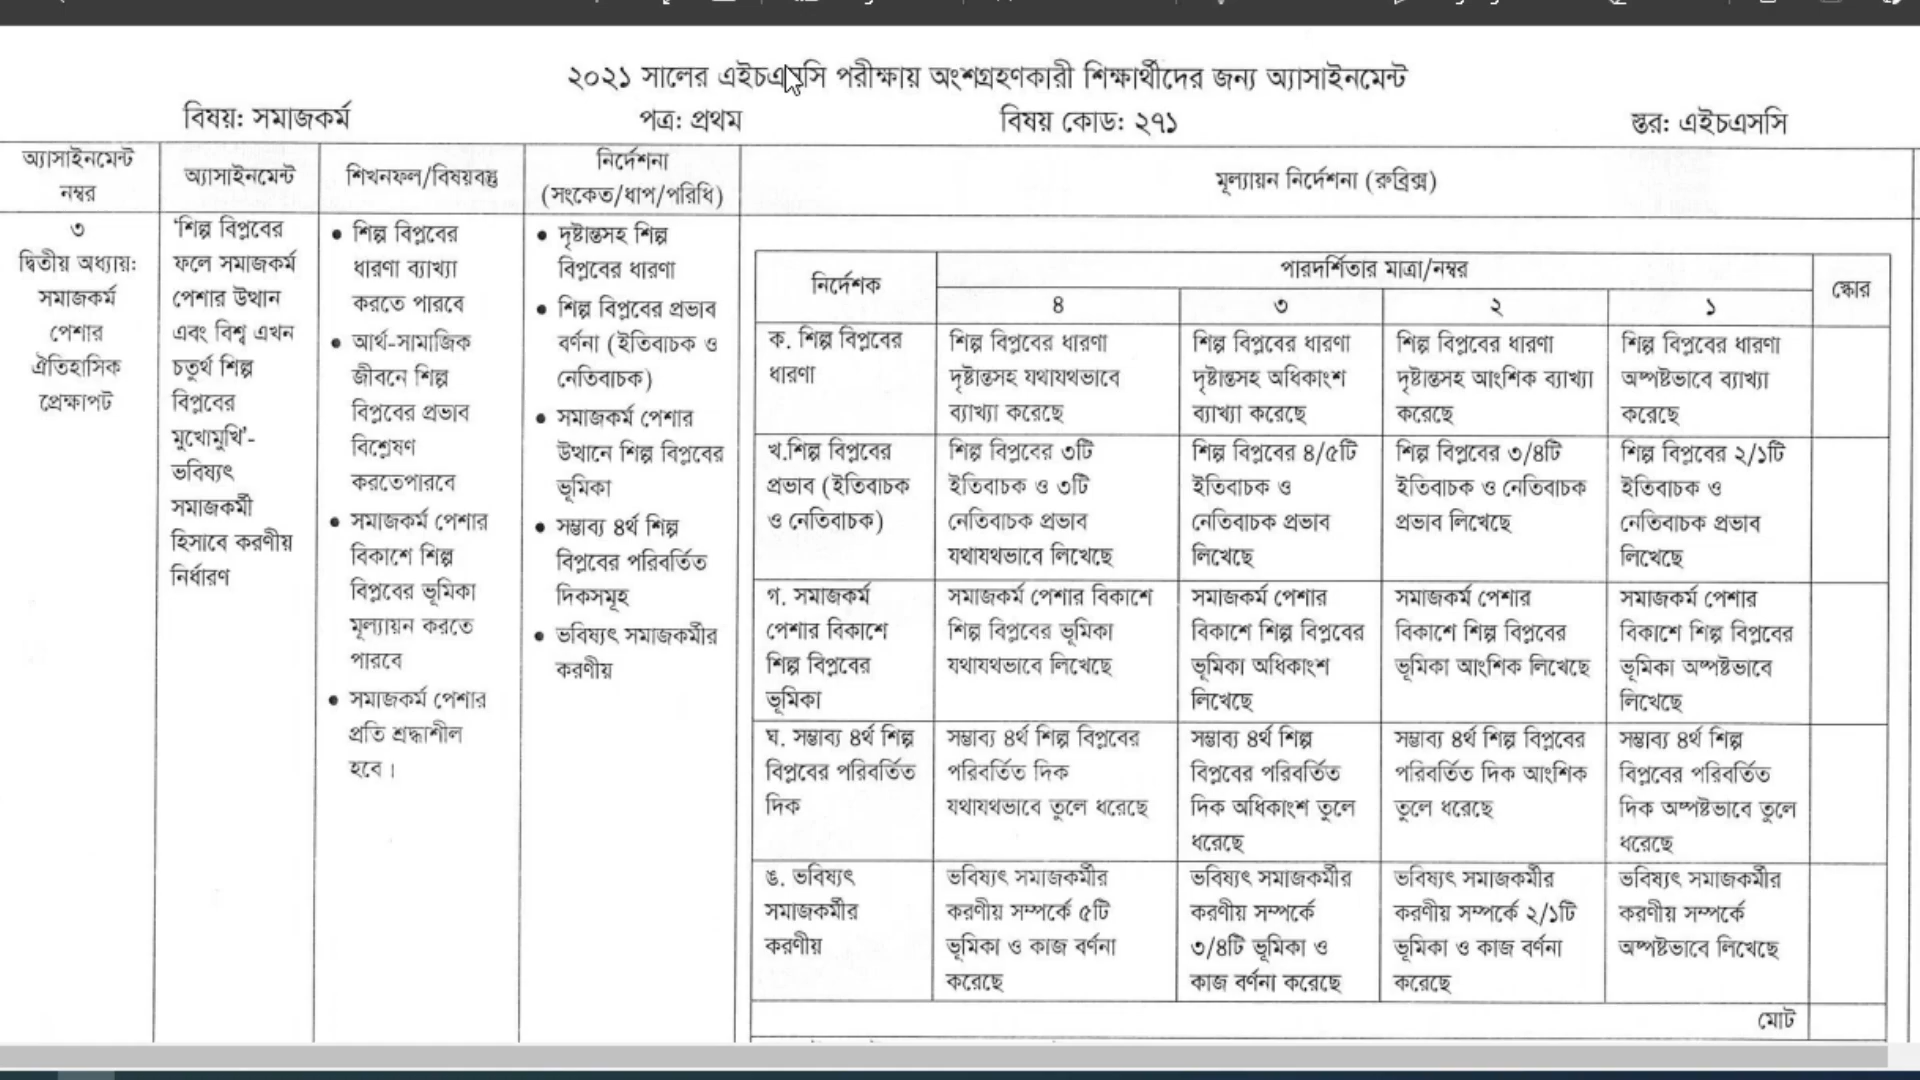 ২০২১ সালের এইচএসসি পরীক্ষায় অংশগ্রহণকারী শিক্ষার্থীদের জন্য অ্যাসাইনমেন্ট
বিষয়: সমাজকর্ম পত্র: প্রথম বিষয় কোড: ২৭১ স্তর: এইচএসসি
অ্যাসাইনমেন্ট
নম্বর
অ্যাসাইনমেন্ট
শিখনফল/বিষয়বস্তু
নির্দেশনা
(সংকেত/ধাপ/পরিধি)
মূল্যায়ন নির্দেশনা (রুব্রিক্স)
৩
দ্বিতীয় অধ্যায়:
সমাজকর্ম
পেশার
ঐতিহাসিক
প্রেক্ষাপট
‘শিল্প বিপ্লবের
ফলে সমাজকর্ম
পেশার উত্থান
এবং বিশ্ব এখন
চতুর্থ শিল্প
বিপ্লবের
মুখোমুখি’-
ভবিষ্যৎ
সমাজকর্মী
হিসাবে করণীয়
নির্ধারণ
• শিল্প বিপ্লবের
ধারণা ব্যাখ্যা
করতে পারবে
• আর্থ-সামাজিক
জীবনে শিল্প
বিপ্লবের প্রভাব
বিশ্লেষণ
করতেপারবে
• সমাজকর্ম পেশার
বিকাশে শিল্প
বিপ্লবের ভূমিকা
মূল্যায়ন করতে
পারবে
• সমাজকর্ম পেশার
প্রতি শ্রদ্ধাশীল
হবে।
• দৃষ্টান্তসহ শিল্প
বিপ্লবের ধারণা
• শিল্প বিপ্লবের প্রভাব
বর্ণনা (ইতিবাচক ও
নেতিবাচক)
• সমাজকর্ম পেশার
উত্থানে শিল্প বিপ্লবের
ভূমিকা
• সম্ভাব্য ৪র্থ শিল্প
বিপ্লবের পরিবর্তিত
দিকসমূহ
• ভবিষ্যৎ সমাজকর্মীর
করণীয়
নির্দেশক
পারদর্শিতার মাত্রা/নম্বর
স্কোর
৪ ৩ ২ ১
ক. শিল্প বিপ্লবের
ধারণা
শিল্প বিপ্লবের ধারণা
দৃষ্টান্তসহ যথাযথভাবে
ব্যাখ্যা করেছে
শিল্প বিপ্লবের ধারণা
দৃষ্টান্তসহ অধিকাংশ
ব্যাখ্যা করেছে
শিল্প বিপ্লবের ধারণা
দৃষ্টান্তসহ আংশিক ব্যাখ্যা
করেছে
শিল্প বিপ্লবের ধারণা
অস্পষ্টভাবে ব্যাখ্যা
করেছে
খ.শিল্প বিপ্লবের
প্রভাব (ইতিবাচক
ও নেতিবাচক)
শিল্প বিপ্লবের ৩টি
ইতিবাচক ও ৩টি
নেতিবাচক প্রভাব
যথাযথভাবে লিখেছে
শিল্প বিপ্লবের ৪/৫টি
ইতিবাচক ও
নেতিবাচক প্রভাব
লিখেছে
শিল্প বিপ্লবের ৩/৪টি
ইতিবাচক ও নেতিবাচক
প্রভাব লিখেছে
শিল্প বিপ্লবের ২/১টি
ইতিবাচক ও
নেতিবাচক প্রভাব
লিখেছে
গ. সমাজকর্ম
পেশার বিকাশে
শিল্প বিপ্লবের
ভূমিকা
সমাজকর্ম পেশার বিকাশে
শিল্প বিপ্লবের ভূমিকা
যথাযথভাবে লিখেছে
সমাজকর্ম পেশার
বিকাশে শিল্প বিপ্লবের
ভূমিকা অধিকাংশ
লিখেছে
সমাজকর্ম পেশার
বিকাশে শিল্প বিপ্লবের
ভূমিকা আংশিক লিখেছে
সমাজকর্ম পেশার
বিকাশে শিল্প বিপ্লবের
ভূমিকা অস্পষ্টভাবে
লিখেছে
ঘ. সম্ভাব্য ৪র্থ শিল্প
বিপ্লবের পরিবর্তিত
দিক
সম্ভাব্য ৪র্থ শিল্প বিপ্লবের
পরিবর্তিত দিক
যথাযথভাবে তুলে ধরেছে
সম্ভাব্য ৪র্থ শিল্প
বিপ্লবের পরিবর্তিত
দিক অধিকাংশ তুলে
ধরেছে
সম্ভাব্য ৪র্থ শিল্প বিপ্লবের
পরিবর্তিত দিক আংশিক
তুলে ধরেছে
সম্ভাব্য ৪র্থ শিল্প
বিপ্লবের পরিবর্তিত
দিক অস্পষ্টভাবে তুলে
ধরেছে
ঙ. ভবিষ্যৎ
সমাজকর্মীর
করণীয়
ভবিষ্যৎ সমাজকর্মীর
করণীয় সম্পর্কে ৫টি
ভূমিকা ও কাজ বর্ণনা
করেছে
ভবিষ্যৎ সমাজকর্মীর
করণীয় সম্পর্কে
৩/৪টি ভূমিকা ও
কাজ বর্ণনা করেছে
ভবিষ্যৎ সমাজকর্মীর
করণীয় সম্পর্কে ২/১টি
ভূমিকা ও কাজ বর্ণনা
করেছে
ভবিষ্যৎ সমাজকর্মীর
করণীয় সম্পর্কে
অস্পষ্টভাবে লিখেছে
মোট